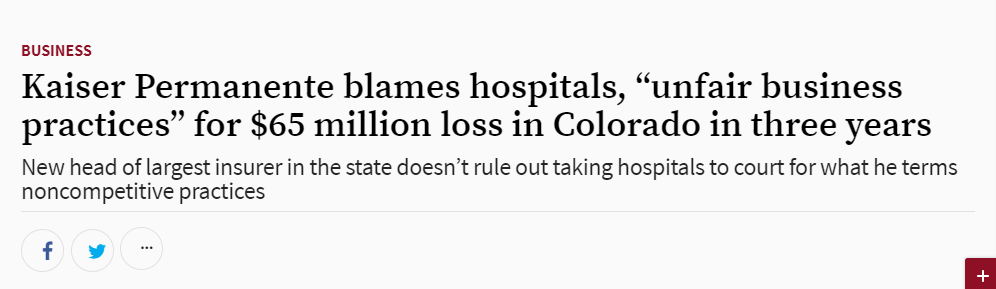 BUSINESS
Kaiser Permanente blames hospitals, “unfair business
practices” for $65 million loss in Colorado in three years
New head of largest insurer in the state doesn’t rule out taking hospitals to court for what he terms
noncompetitive practices